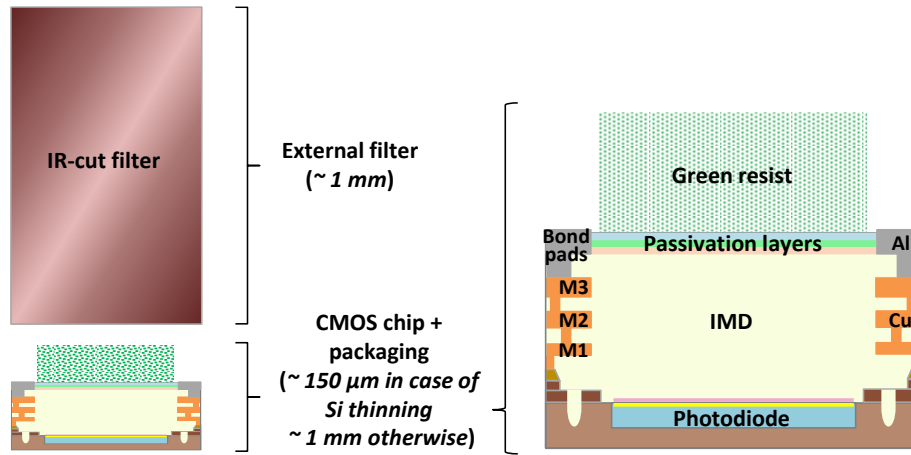 IR-cut filter
External filter
(~ 1 mm)
CMOS chip +
packaging
(~ 150 μm in case of
Si thinning
~ 1 mm otherwise)
Green resist
Bond
pads
Passivation layers
Al
M3
M2
IMD
Cu
M1
Photodiode